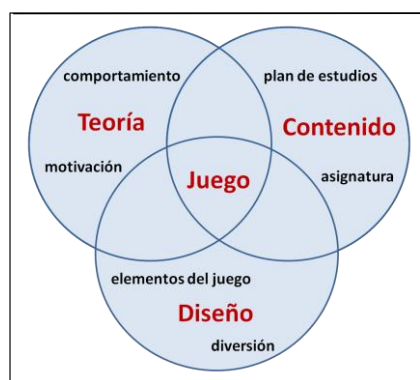 comportamiento
Teoría
motivación
plan de estudios
Contenido
asignatura
Juego
elementos del juego
Diseño
diversión